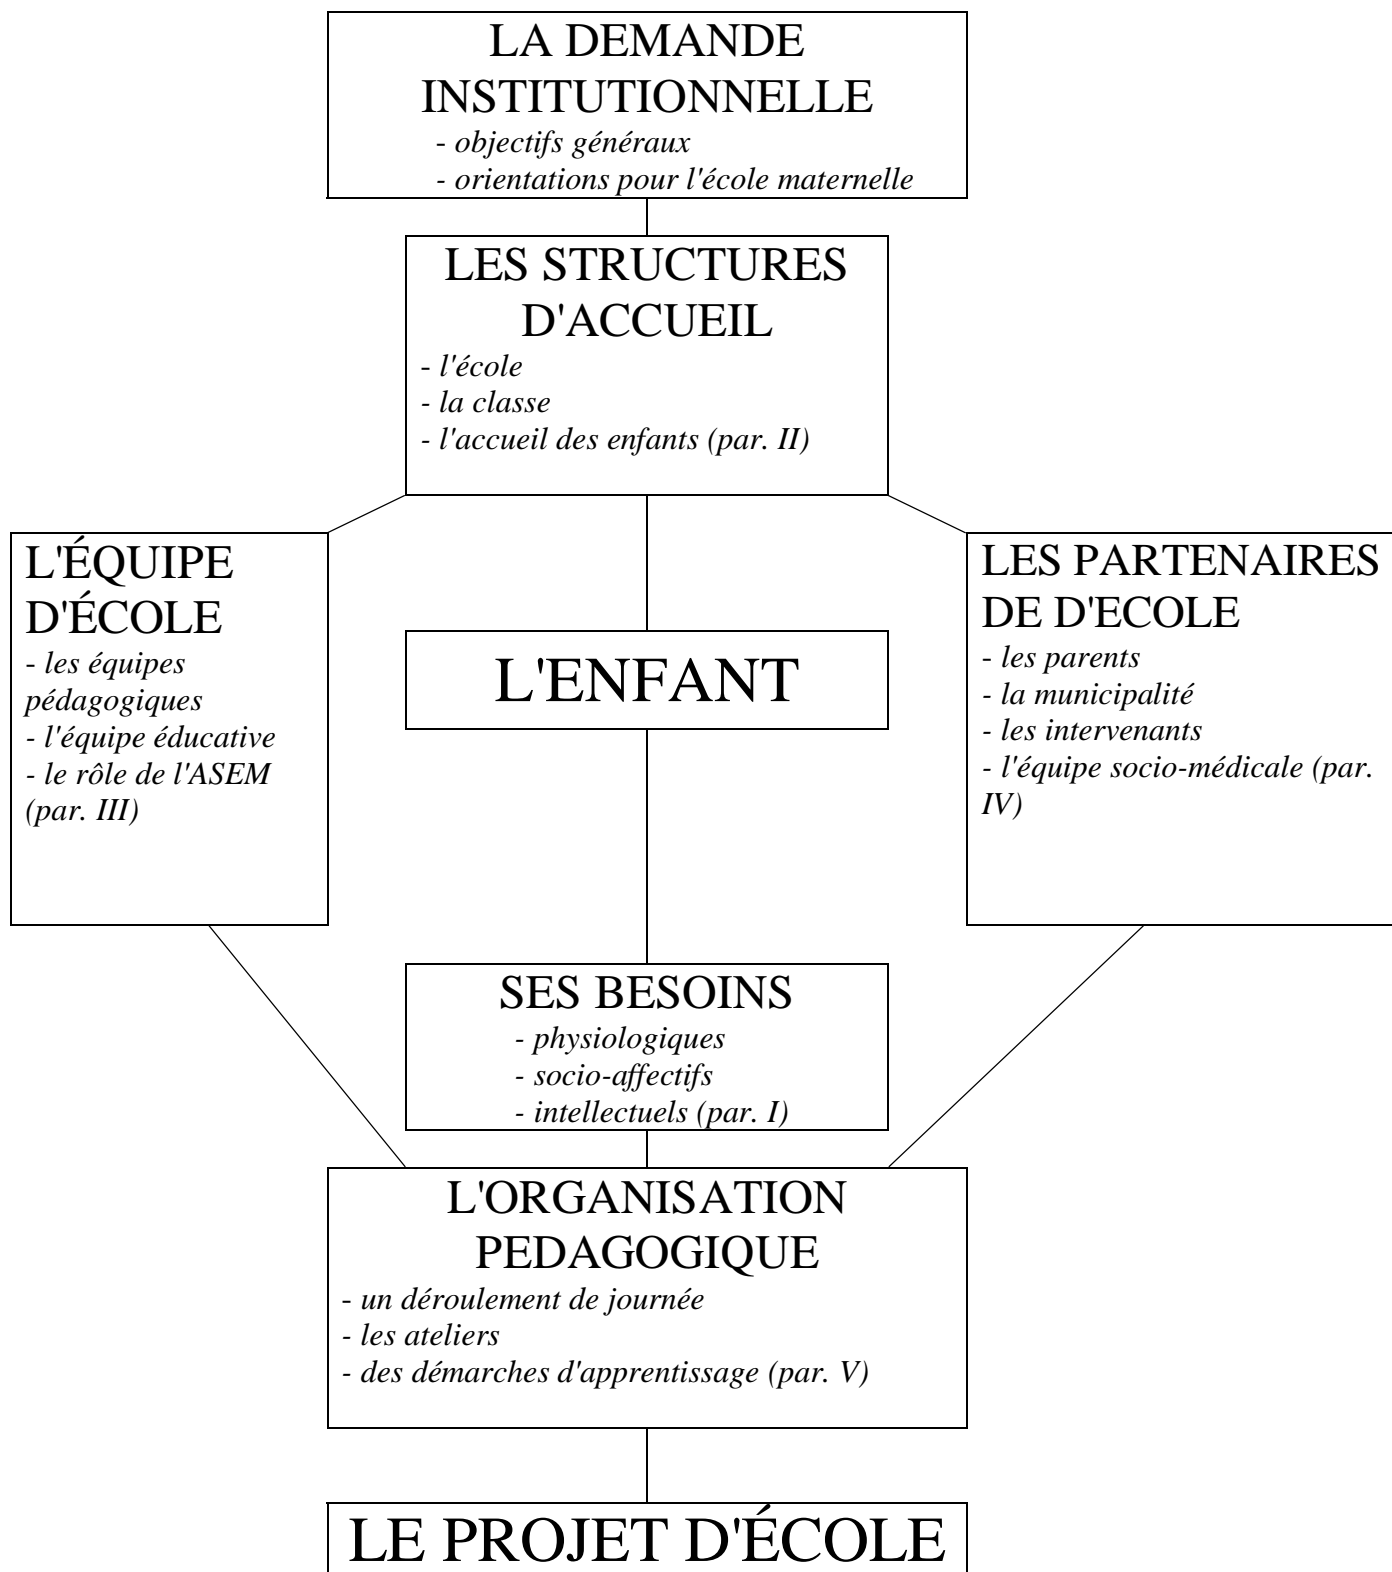 LA DEMANDE
INSTITUTIONNELLE
- objectifs généraux
- orientations pour l'école maternelle
LES STRUCTURES
D'ACCUEIL
- l'école
- la classe
- l'accueil des enfants (par. II)
L'ÉQUIPE
D'ÉCOLE
- les équipes
pédagogiques
- l'équipe éducative
- le rôle de l'ASEM
(par. III)
L'ENFANT
LES PARTENAIRES
DE D'ECOLE
- les parents
- la municipalité
- les intervenants
- l'équipe socio-médicale (par.
IV)
SES BESOINS
- physiologiques
- socio-affectifs
- intellectuels (par. I)
L'ORGANISATION
PEDAGOGIQUE
- un déroulement de journée
- les ateliers
- des démarches d'apprentissage (par. V)
LE PROJET D'ÉCOLE